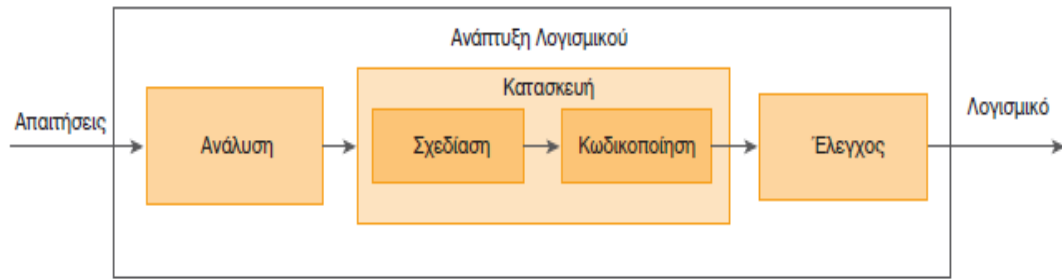 Ανάπτυξη Λογισμικού
Κατασκευή
Απαιτήσεις
Ανάλυση
Σχεδίαση
Κωδικοποίηση
Έλεγχος
Λογισμικό